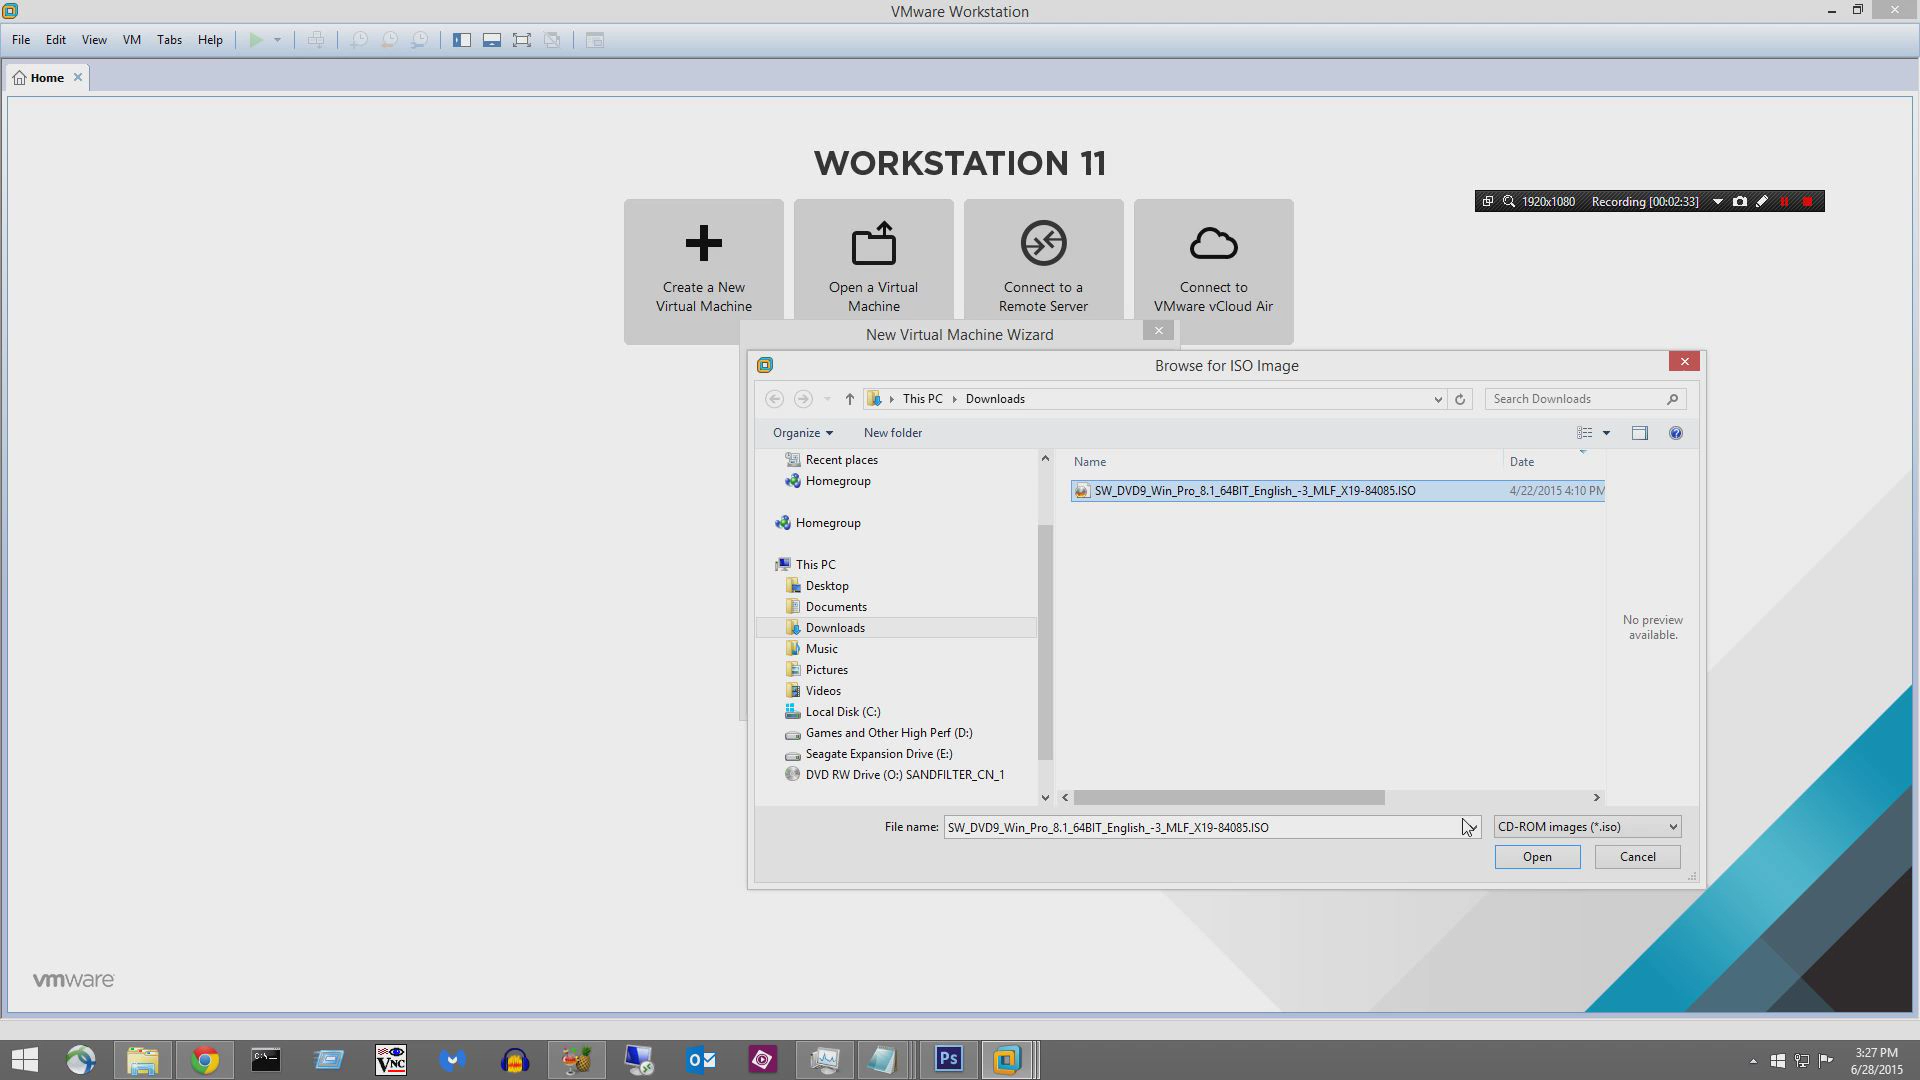 VMware Workstation
File Edit View VM Tabs Help
Home
WORKSTATION 11
1920x1080 Recording [00:02:33]
Create a New
Virtual Machine
Open a Virtual
Machine
Connect to a
Remote Server
Connect to
VMware vCloud Air
New Virtual Machine Wizard
Browse for ISO Image
This PC Downloads
Search Downloads
Organize New folder
Recent places
Homegroup
Homegroup
This PC
Desktop
Documents
Downloads
Music
Pictures
Videos
Local Disk (C:)
Games and Other High Perf (D:)
Seagate Expansion Drive (E:)
DVD RW Drive (O:) SANDFILTER_CN_1
Name Date
SW_DVD9_Win_Pro_8.1_64BIT_English_-3_MLF_X19-84085.ISO 4/22/2015 4:10 PM
No preview
available.
File name: SW_DVD9_Win_Pro_8.1_64BIT_English_-3_MLF_X19-84085.ISO CD-ROM images (*.iso)
Open Cancel
vmware
C:\
VNC
Ps
3:27 PM
6/28/2015